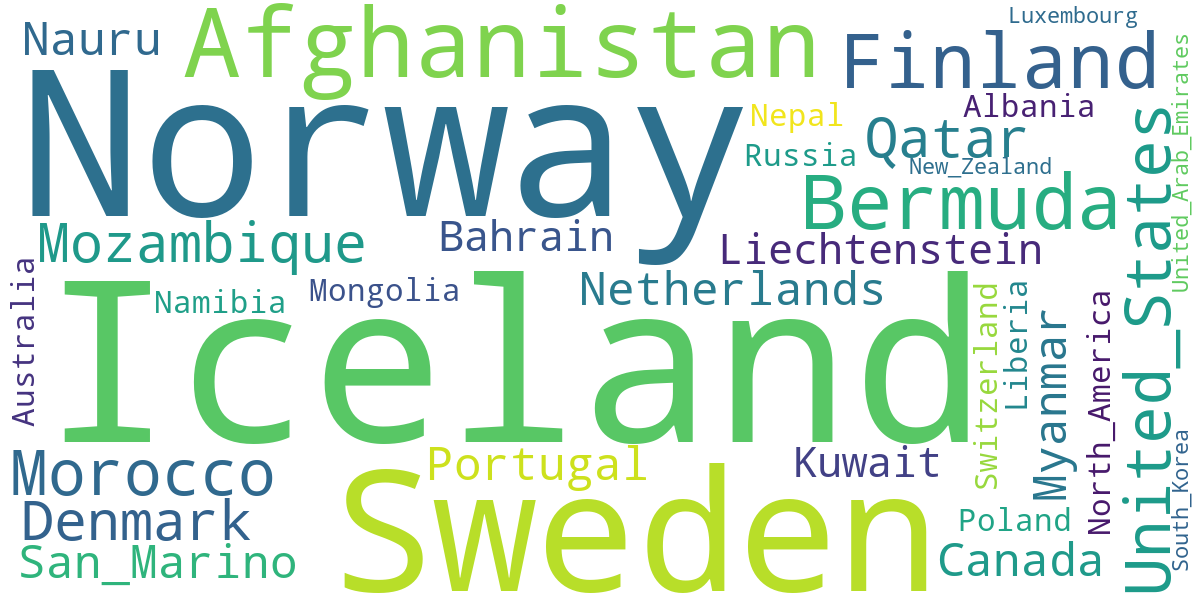 Luxembourg
Nauru
Afghanistan
Finland
United_Arab_Emirates
Norway
Nepal
Albania
Qatar
Russia
New_Zealand
United_States
Bermuda
Mozambique
Bahrain
Liechtenstein
Australia
Iceland
Namibia
Mongolia
Netherlands
Switzerland
Liberia
Myanmar
North_America
Morocco
Portugal
Kuwait
South_Korea
Sweden
Denmark
Poland
San_Marino
Canada